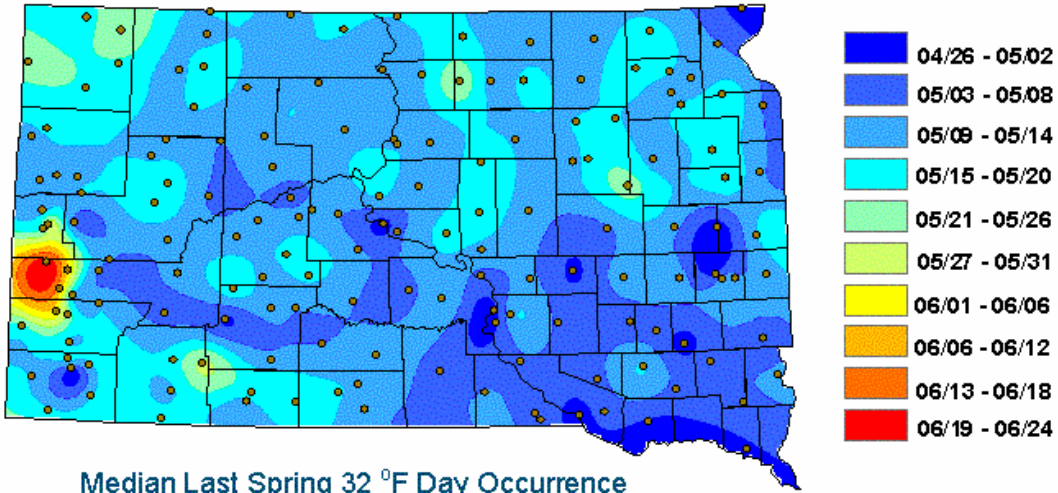 04/26 - 05/02
05/03 - 05/08
05/09 - 05/14
05/15 - 05/20
05/21 - 05/26
05/27 - 05/31
06/01 - 06/06
06/06 - 06/12
06/13 - 06/18
06/19 - 06/24
Median Last Spring 32 °F Day Occurrence